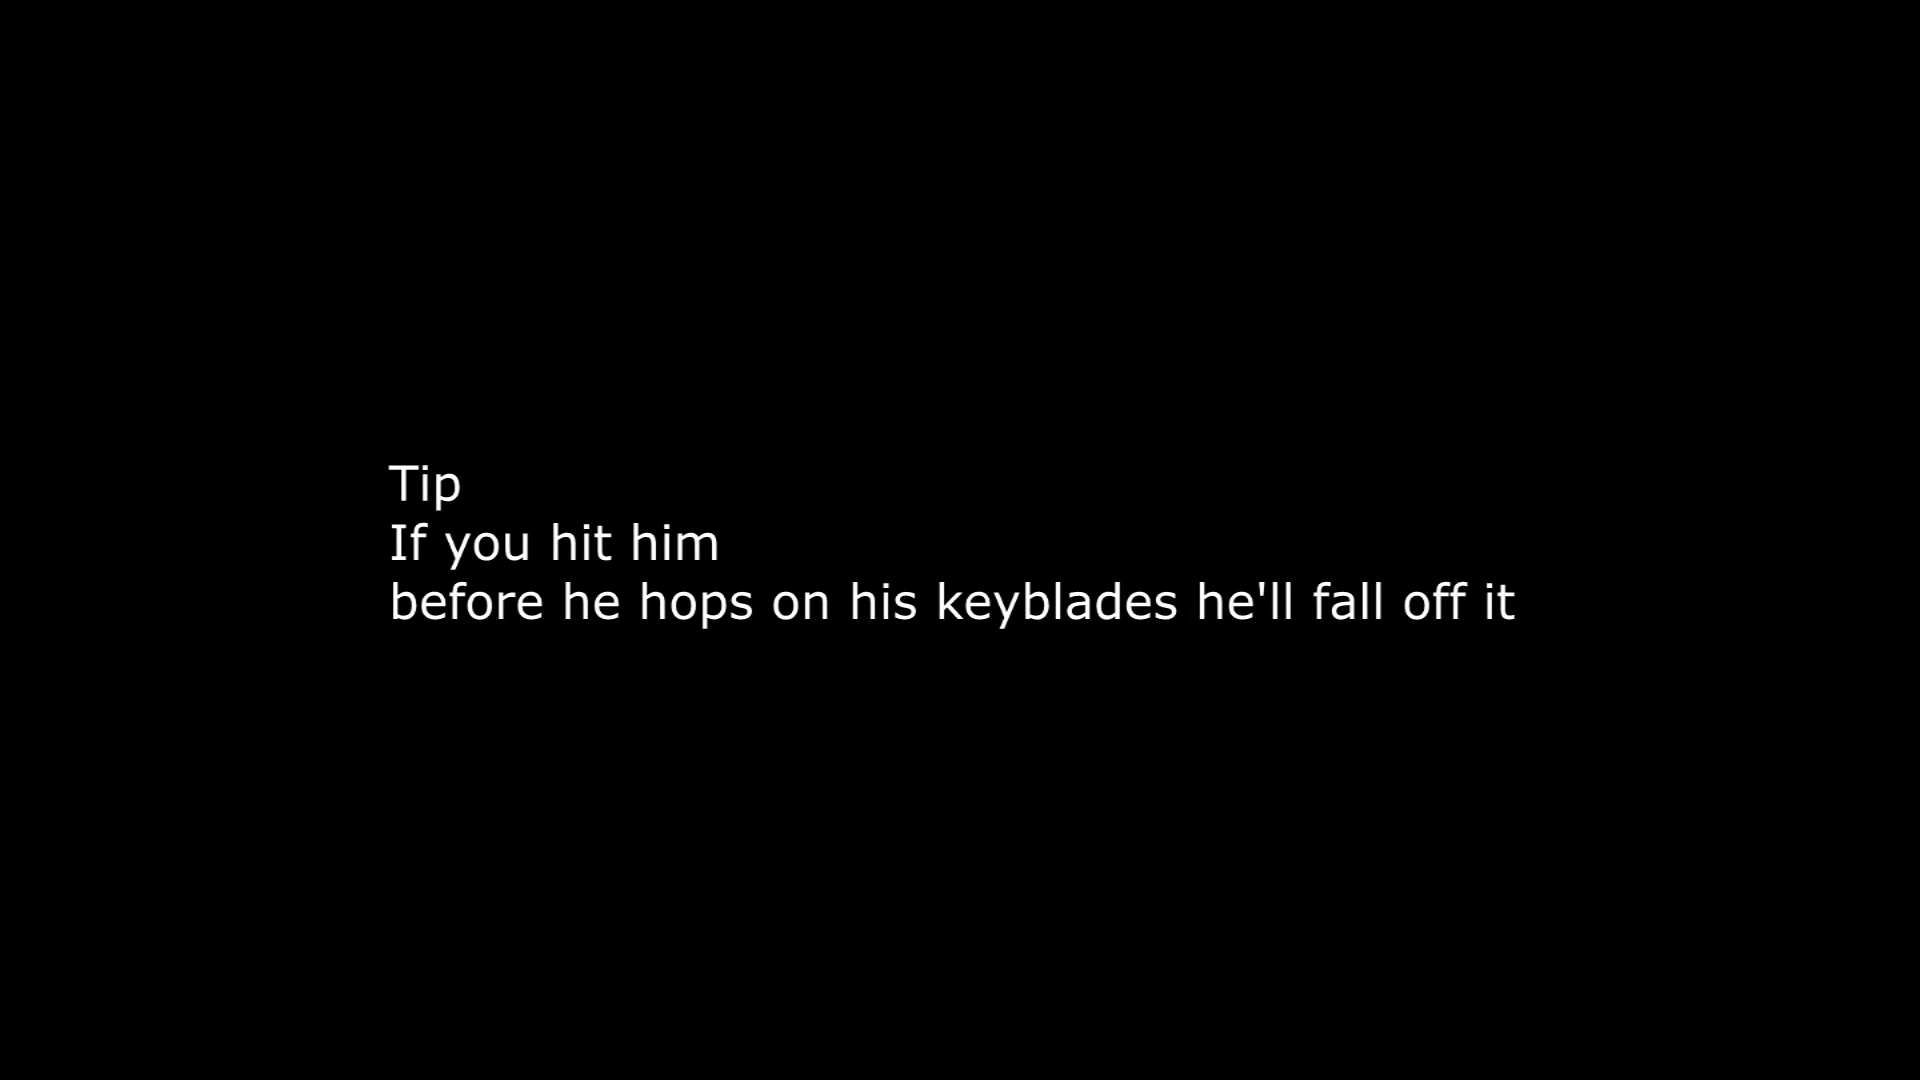 Tip
If you hit him
before he hops on his keyblades he'll fall off it